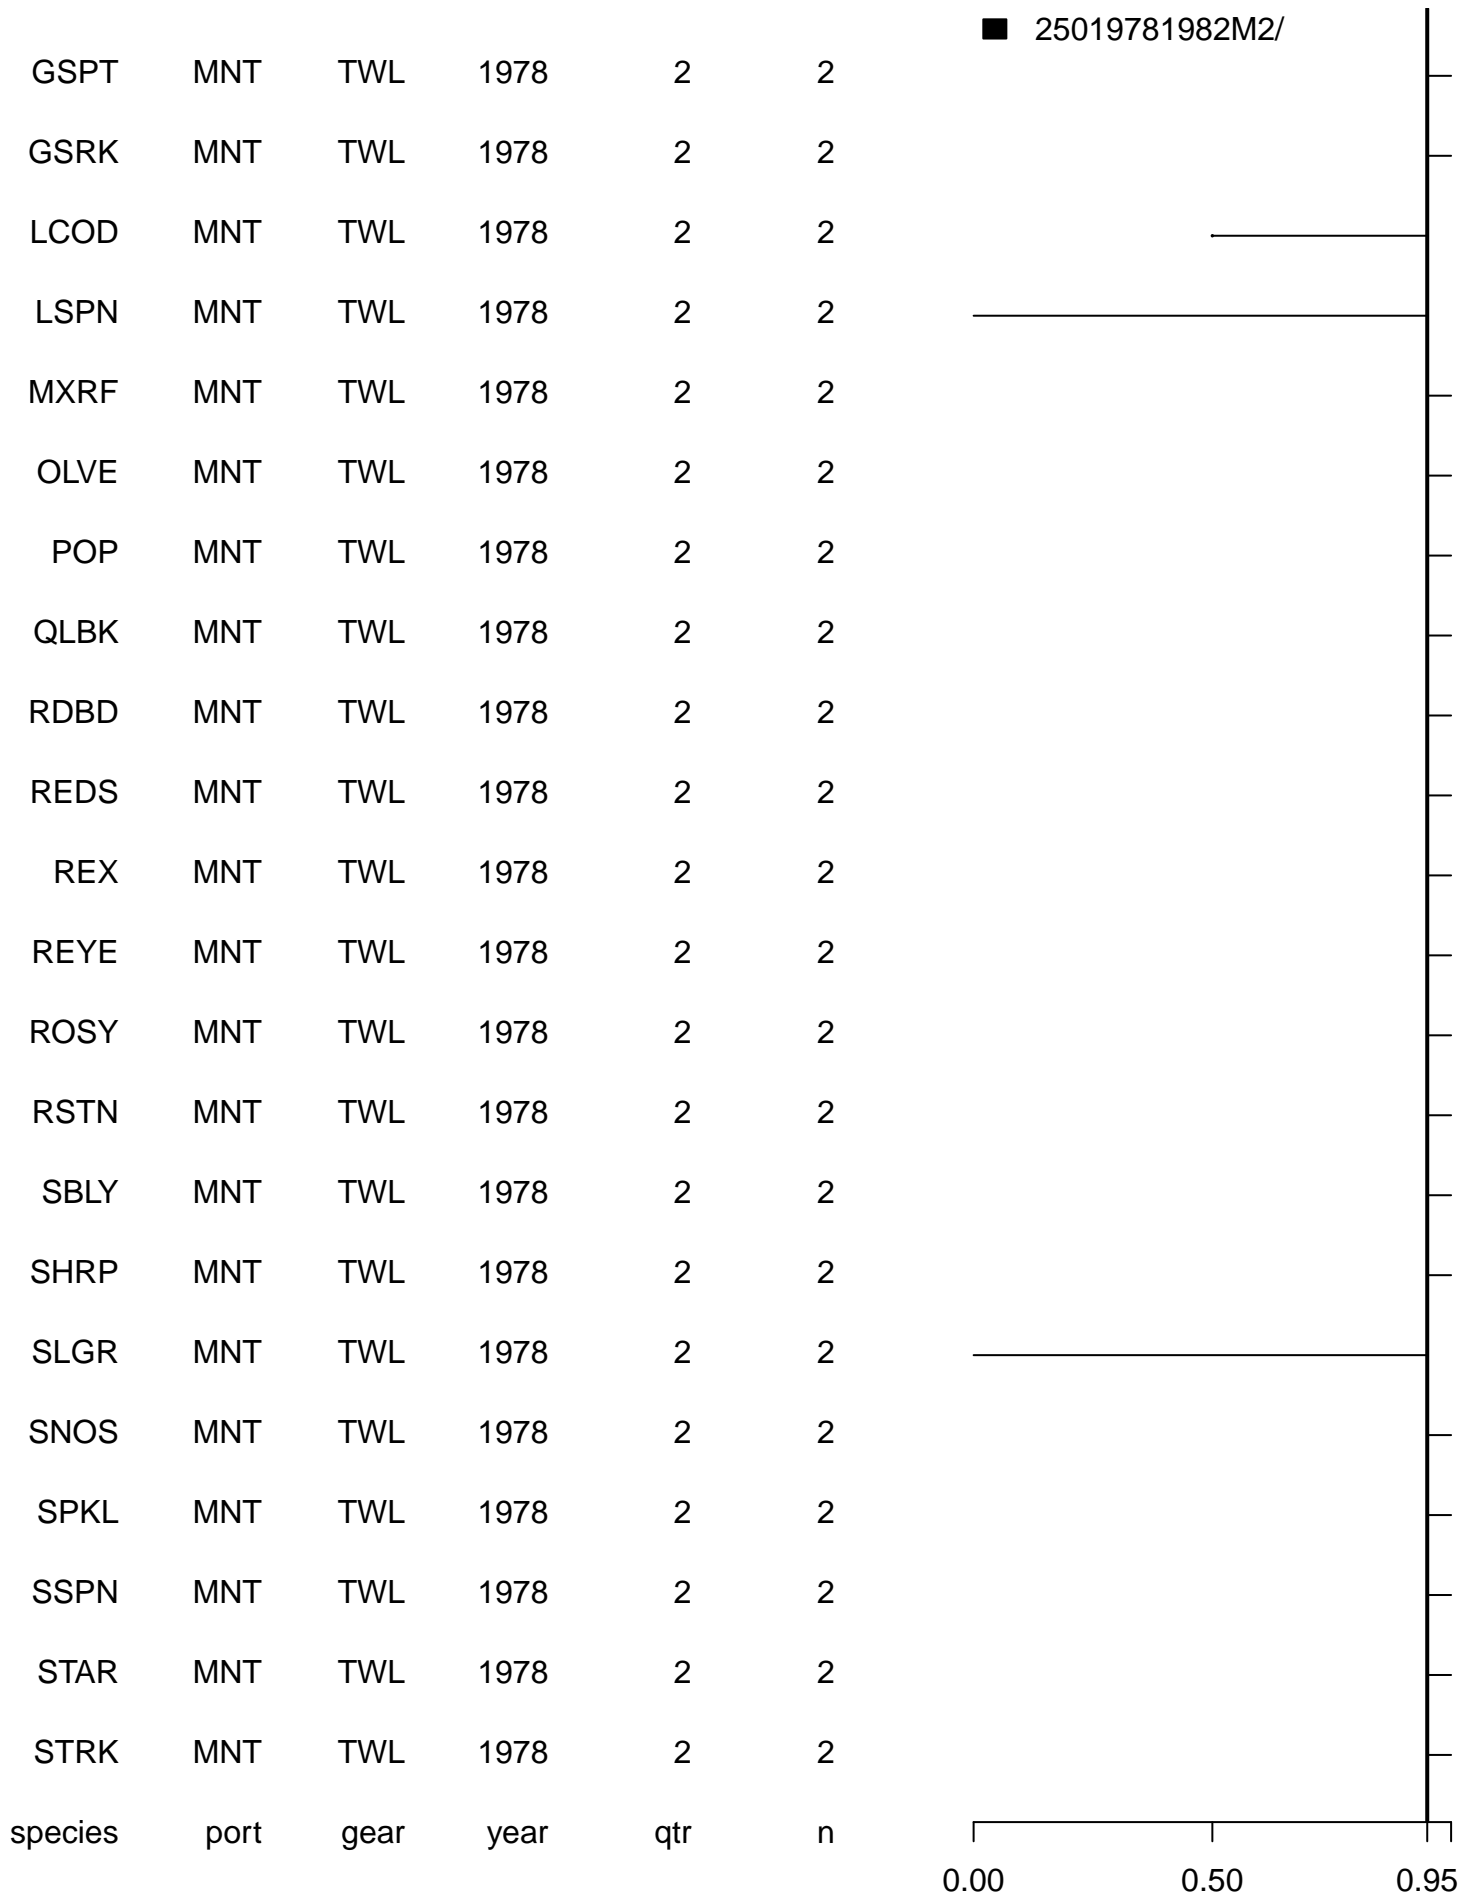 25019781982M2/
GSPT MNT TWL 1978 2 2
GSRK MNT TWL 1978 2 2
LCOD MNT TWL 1978 2 2
LSPN MNT TWL 1978 2 2
MXRF MNT TWL 1978 2 2
OLVE MNT TWL 1978 2 2
POP MNT TWL 1978 2 2
QLBK MNT TWL 1978 2 2
RDBD MNT TWL 1978 2 2
REDS MNT TWL 1978 2 2
REX MNT TWL 1978 2 2
REYE MNT TWL 1978 2 2
ROSY MNT TWL 1978 2 2
RSTN MNT TWL 1978 2 2
SBLY MNT TWL 1978 2 2
SHRP MNT TWL 1978 2 2
SLGR MNT TWL 1978 2 2
SNOS MNT TWL 1978 2 2
SPKL MNT TWL 1978 2 2
SSPN MNT TWL 1978 2 2
STAR MNT TWL 1978 2 2
STRK MNT TWL 1978 2 2
species port gear year qtr n
0.00 0.50 0.95